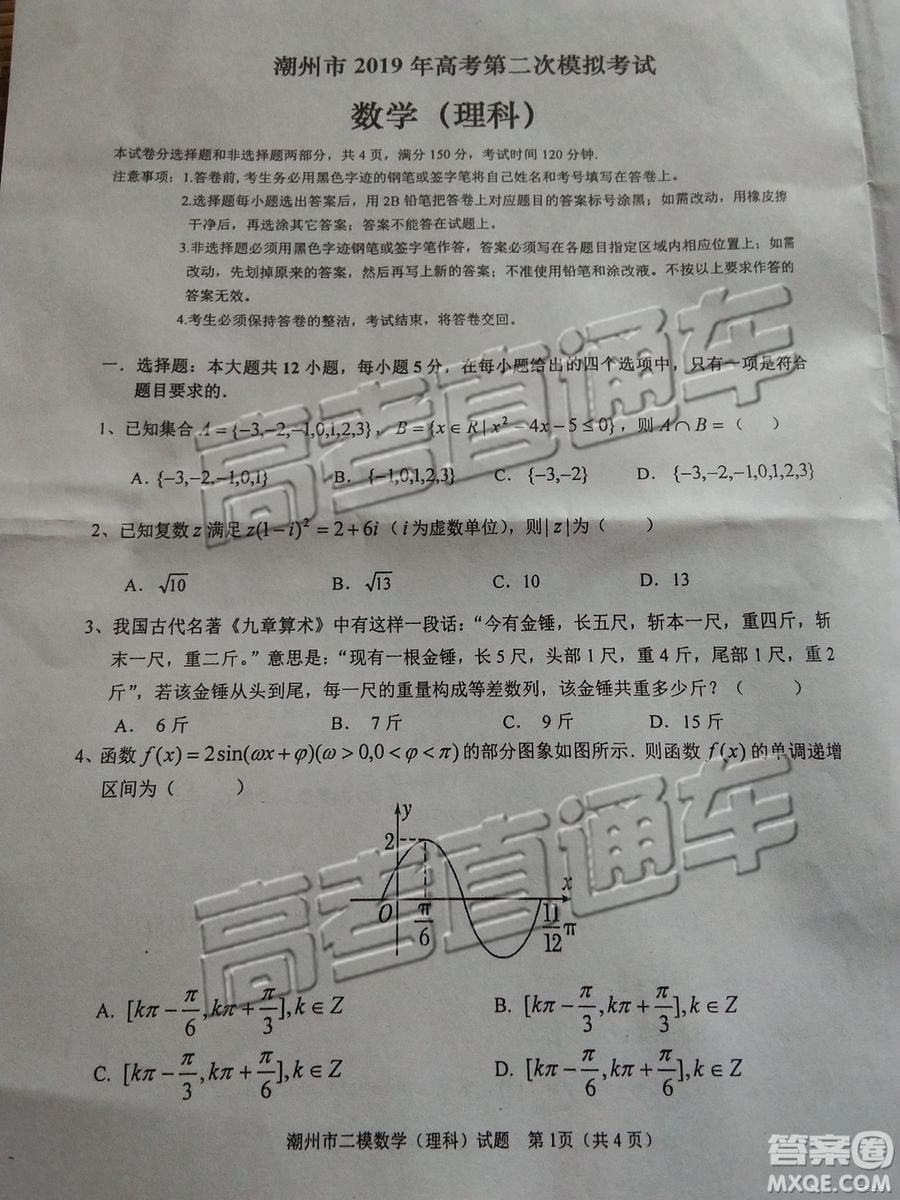 潮州市 2019 年高考第二次模拟考试
数学（理科）
本试卷分选择题和非选择题两部分，共 4 页，满分 150 分，考试时间 120 分钟.
注意事项：1.答卷前,考生务必用黑色字迹的钢笔或签字笔将自己姓名和考号填写在答卷上。
2.选择题每小题选出答案后，用 2B 铅笔把答卷上对应题目的答案标号涂黑；如需改动，用橡皮擦
干净后，再选涂其它答案；答案不能答在试题上。
3.非选择题必须用黑色字迹钢笔或签字笔作答，答案必须写在各题目指定区域内相应位置上；如需
改动，先划掉原来的答案，然后再写上新的答案；不准使用铅笔和涂改液。不按以上要求作答的
答案无效。
4.考生必须保持答卷的整洁，考试结束，将答卷交回。
一．选择题：本大题共 12 小题，每小题 5 分，在每小题给出的四个选项中，只有一项是符合
题目要求的．
1、已知集合 A={-3,-2,-1,0,1,2,3}，B={x∈R|x²-4x-5≤0}，则 A∩B=（　　）
A. {-3,-2,-1,0,1}　B. {-1,0,1,2,3}　C. {-3,-2}　D. {-3,-2,-1,0,1,2,3}
2、已知复数 z 满足 z(1-i)²=2+6i（i 为虚数单位），则|z|为（　　）
A. √10　B. √13　C. 10　D. 13
3、我国古代名著《九章算术》中有这样一段话：“今有金锤，长五尺，斩本一尺，重四斤，斩
末一尺，重二斤。”意思是：“现有一根金锤，长 5 尺，头部 1 尺，重 4 斤，尾部 1 尺，重 2
斤”，若该金锤从头到尾，每一尺的重量构成等差数列，该金锤共重多少斤？（　　）
A. 6 斤　B. 7 斤　C. 9 斤　D. 15 斤
4、函数 f(x)=2sin(ωx+φ)(ω>0,0<φ<π) 的部分图象如图所示．则函数 f(x) 的单调递增
区间为（　　）
y
2
x
O
π/6
11/12 π
A. [kπ-π/6,kπ+π/3],k∈Z　B. [kπ-π/3,kπ+π/3],k∈Z
C. [kπ-π/3,kπ+π/6],k∈Z　D. [kπ-π/6,kπ+π/6],k∈Z
潮州市二模数学（理科）试题　第 1页（共 4 页）
高考直通车
高考直通车
答案卷
MXQE.COM